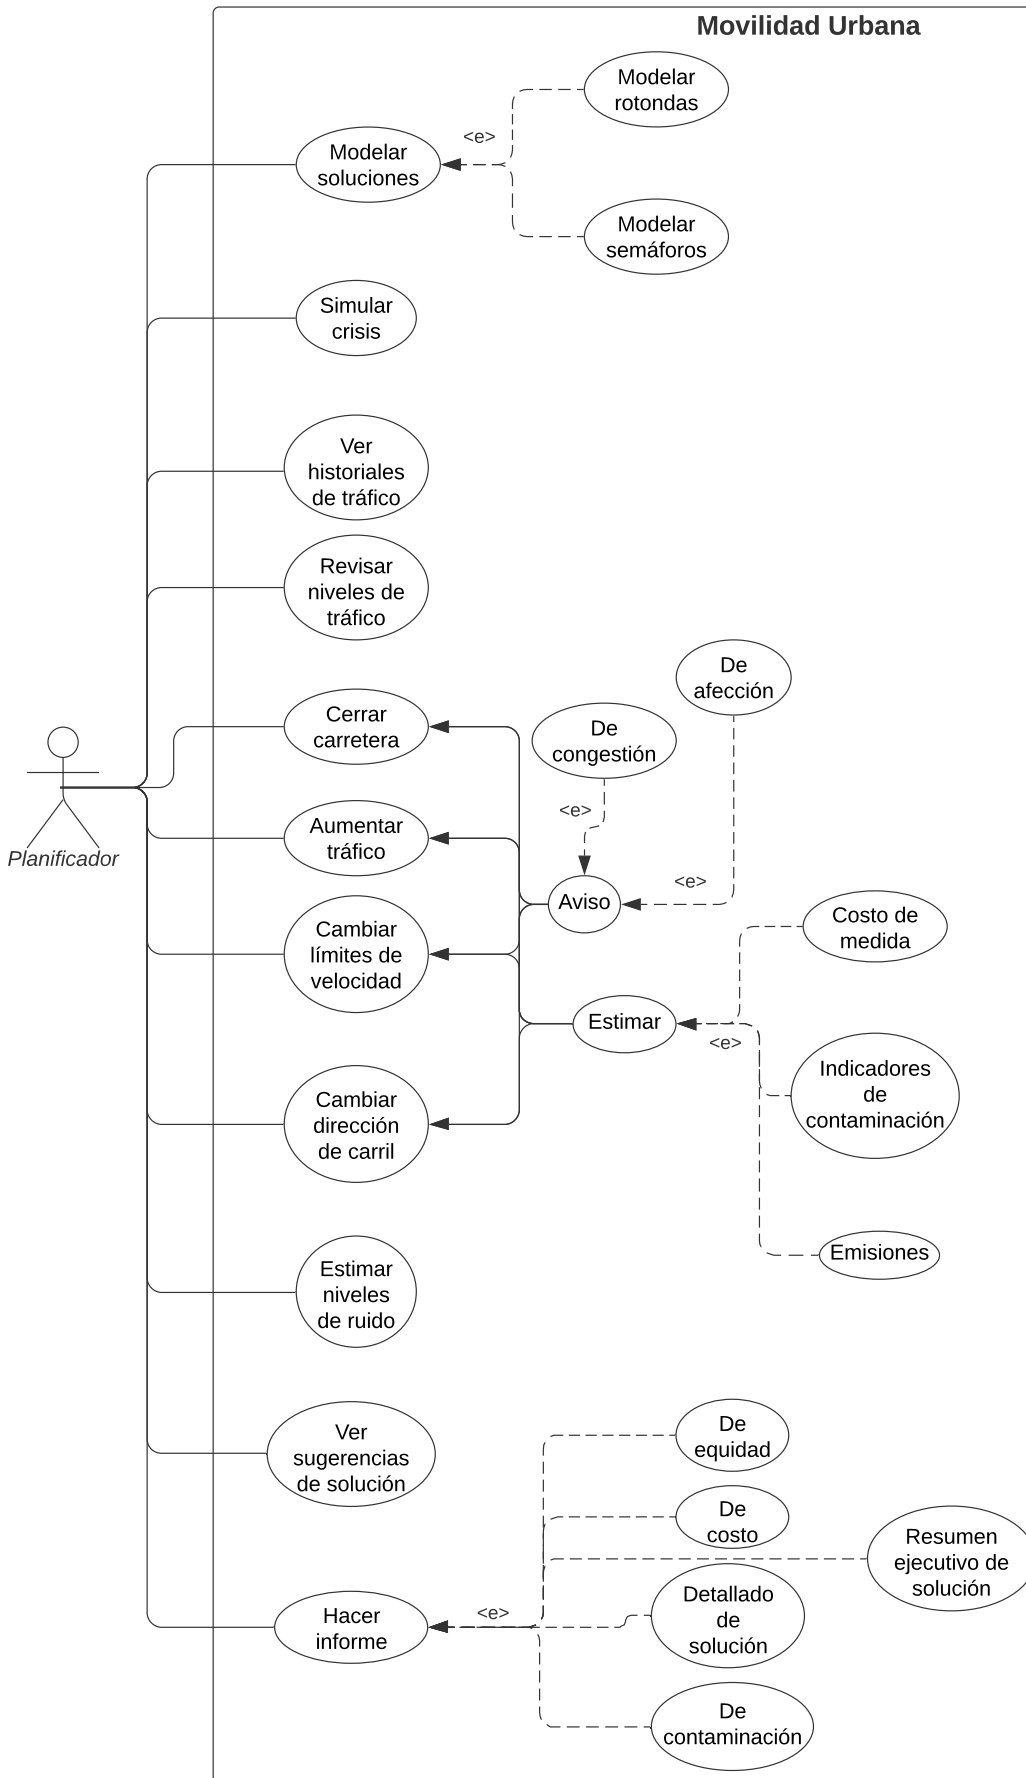 Movilidad Urbana
Modelar
rotondas
<e>
Modelar
soluciones
Modelar
semáforos
Simular
crisis
Ver
historiales
de tráfico
Revisar
niveles de
tráfico
De
afección
Cerrar
carretera
De
congestión
<e>
Aumentar
tráfico
Planificador
<e>
Aviso
Cambiar
límites de
velocidad
Costo de
medida
Estimar
<e>
Indicadores
de
contaminación
Cambiar
dirección
de carril
Emisiones
Estimar
niveles
de ruido
Ver
sugerencias
de solución
De
equidad
De
costo
Resumen
ejecutivo de
solución
Hacer
informe
<e>
Detallado
de
solución
De
contaminación